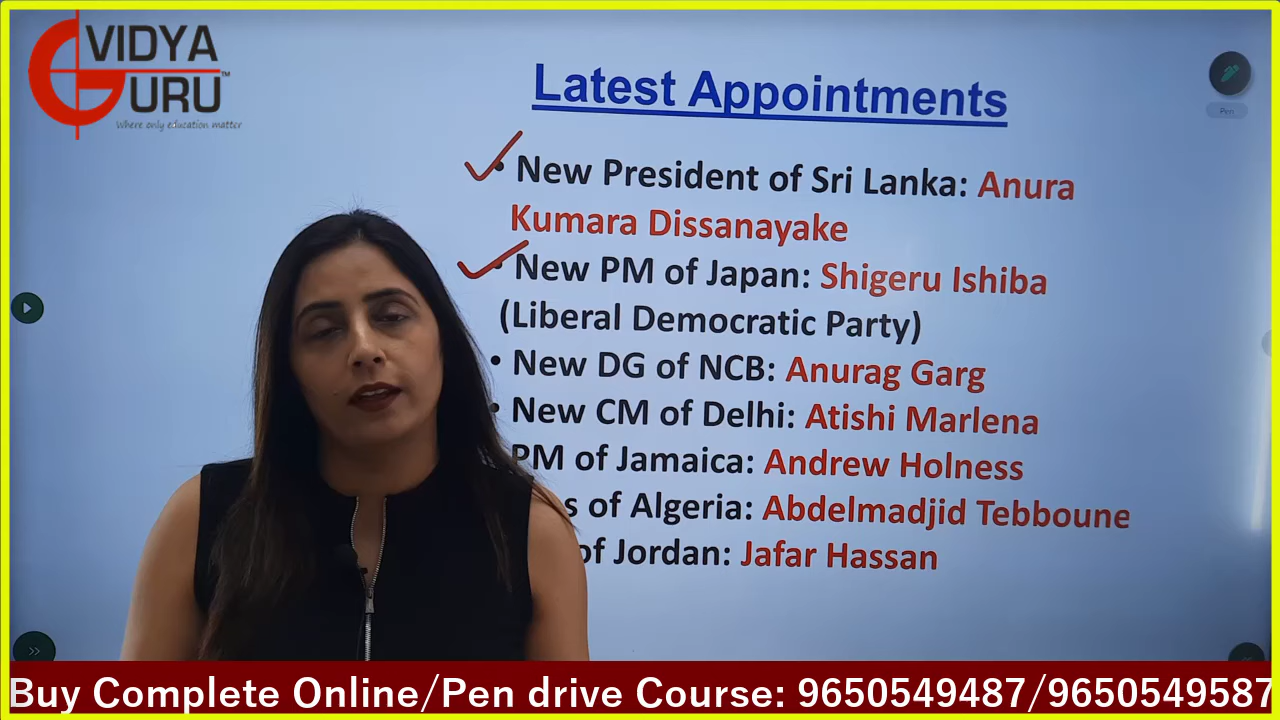 VIDYA
GURU™
Where only education matter
Latest Appointments
Pen
• New President of Sri Lanka: Anura
Kumara Dissanayake
• New PM of Japan: Shigeru Ishiba
(Liberal Democratic Party)
• New DG of NCB: Anurag Garg
• New CM of Delhi: Atishi Marlena
PM of Jamaica: Andrew Holness
s of Algeria: Abdelmadjid Tebboune
of Jordan: Jafar Hassan
Buy Complete Online/Pen drive Course: 9650549487/9650549587